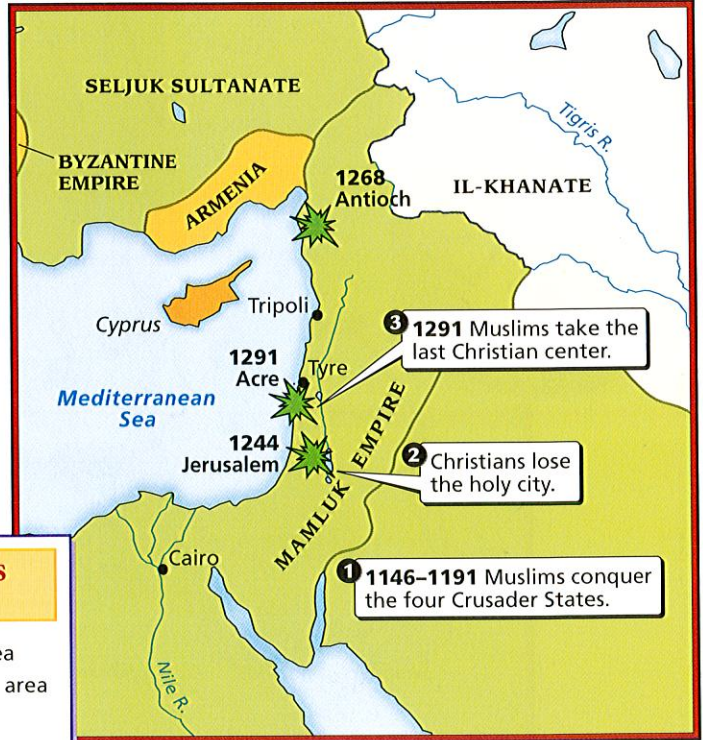 SELJUK SULTANATE
Tigris R.
BYZANTINE
EMPIRE
ARMENIA
1268
Antioch
IL-KHANATE
Cyprus
Tripoli
3 1291 Muslims take the
last Christian center.
1291
Acre
Tyre
Mediterranean
Sea
1244
Jerusalem
MAMLUK EMPIRE
2 Christians lose
the holy city.
Cairo
1 1146–1191 Muslims conquer
the four Crusader States.
area
Nile R.